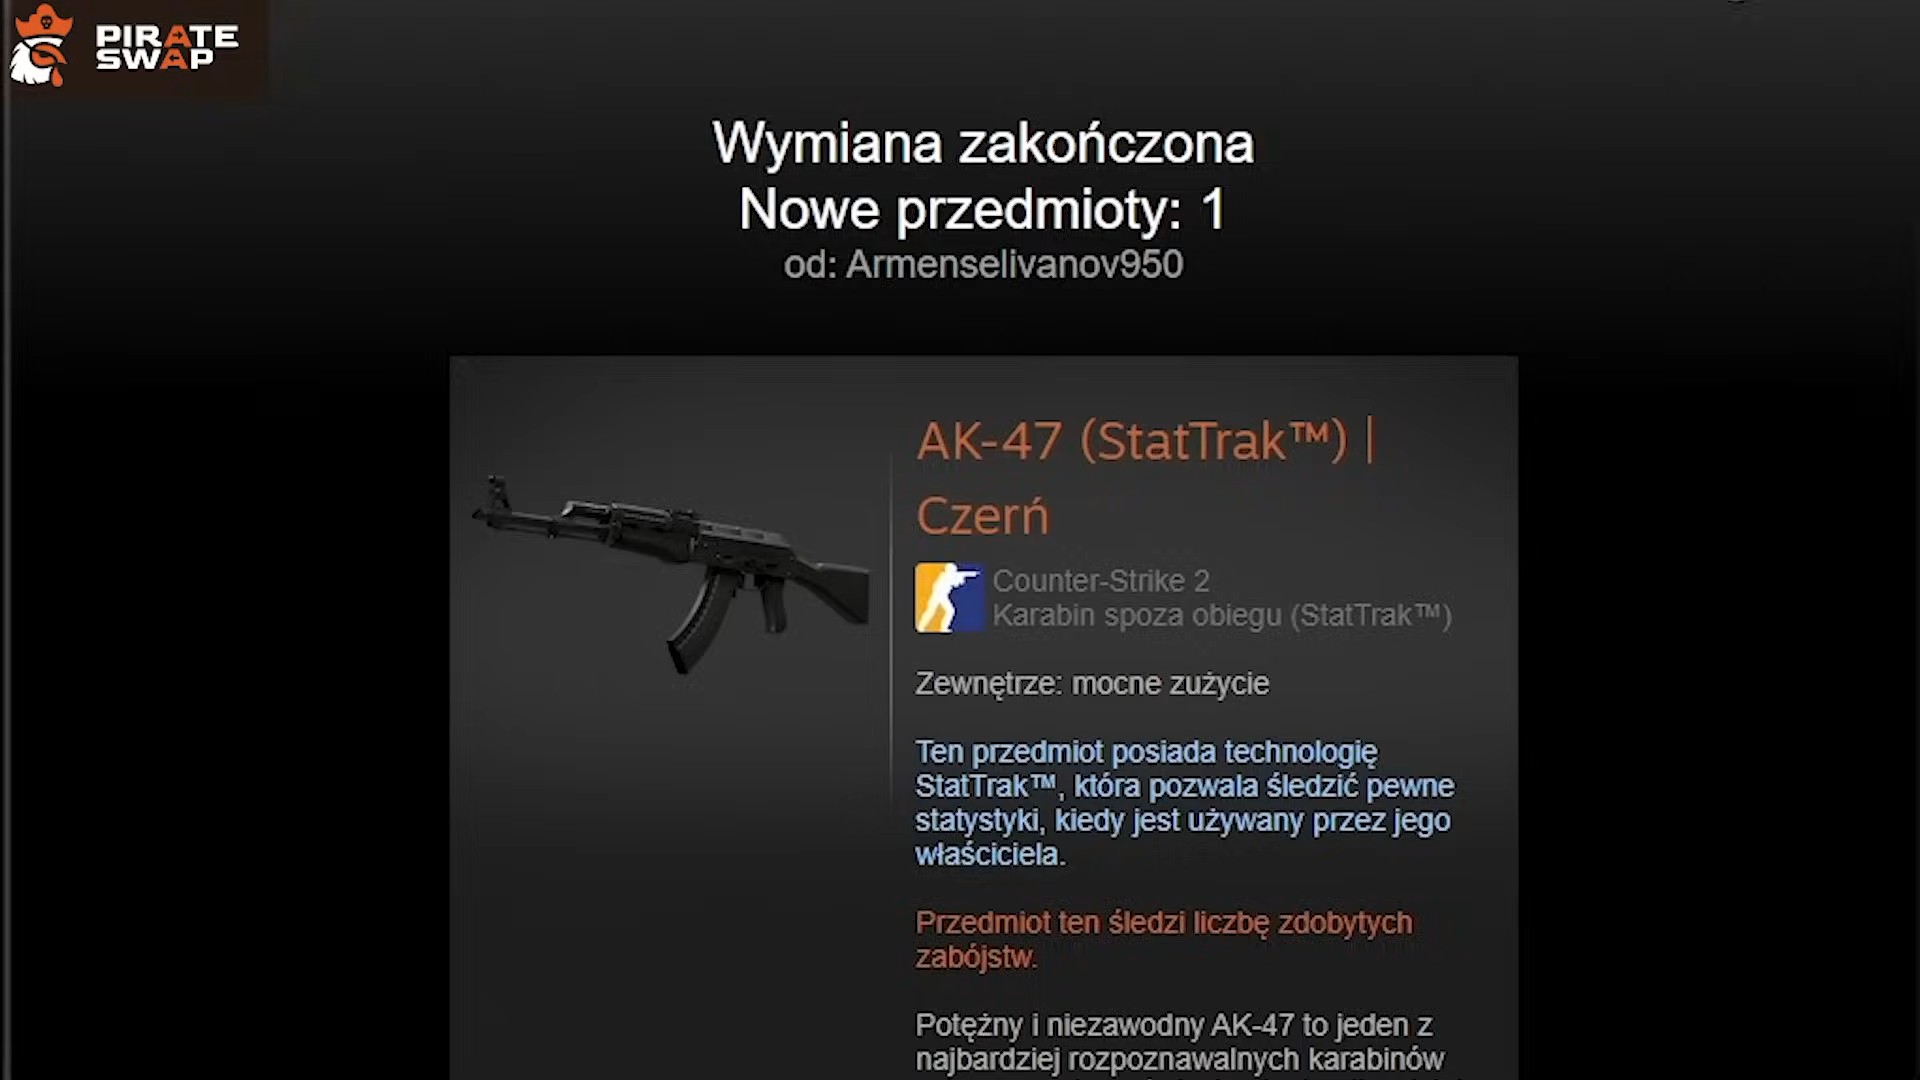 PIRATE
SWAP
Wymiana zakończona
Nowe przedmioty: 1
od: Armenselivanov950
AK-47 (StatTrak™) |
Czerń
Counter-Strike 2
Karabin spoza obiegu (StatTrak™)
Zewnętrze: mocne zużycie
Ten przedmiot posiada technologię
StatTrak™, która pozwala śledzić pewne
statystyki, kiedy jest używany przez jego
właściciela.
Przedmiot ten śledzi liczbę zdobytych
zabójstw.
Potężny i niezawodny AK-47 to jeden z
najbardziej rozpoznawalnych karabinów